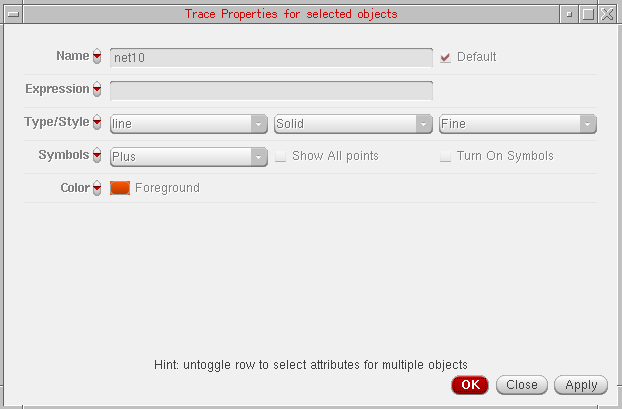 Trace Properties for selected objects
Name net10 Default
Expression
Type/Style line Solid Fine
Symbols Plus Show All points Turn On Symbols
Color Foreground
Hint: untoggle row to select attributes for multiple objects
OK Close Apply